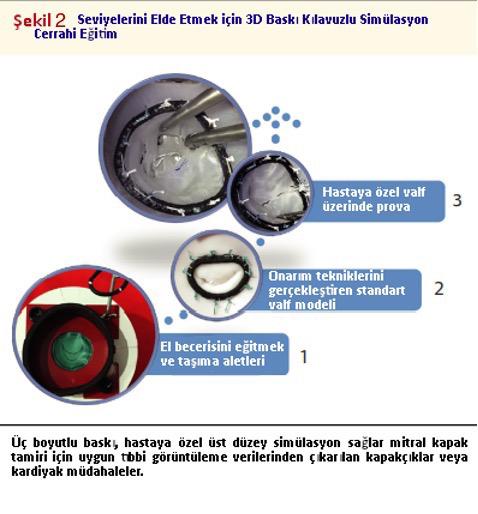 Şekil 2 Seviyelerini Elde Etmek için 3D Baskı Kılavuzlu Simülasyon
Cerrahi Eğitim
Hastaya özel valf
üzerinde prova
3
Onarım tekniklerini
gerçekleştiren standart
valf modeli
2
El becerisini eğitmek
ve taşıma aletleri
1
Üç boyutlu baskı, hastaya özel üst düzey simülasyon sağlar mitral kapak
tamiri için uygun tıbbi görüntüleme verilerinden çıkarılan kapakçıklar veya
kardiyak müdahaleler.